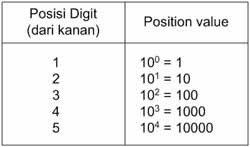 Posisi Digit
(dari kanan)
Position value
1
10⁰ = 1
2
10¹ = 10
3
10² = 100
4
10³ = 1000
5
10⁴ = 10000